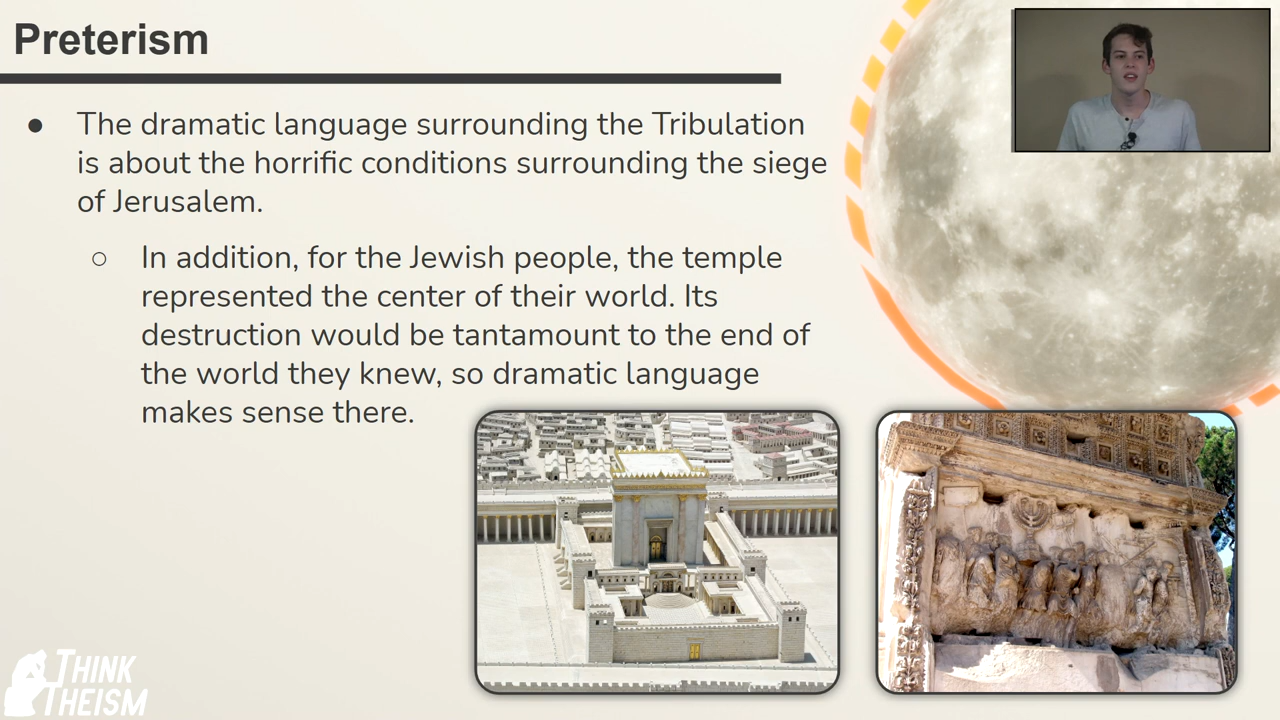 Preterism
● The dramatic language surrounding the Tribulation
is about the horrific conditions surrounding the siege
of Jerusalem.
○ In addition, for the Jewish people, the temple
represented the center of their world. Its
destruction would be tantamount to the end of
the world they knew, so dramatic language
makes sense there.
THINK
THEISM